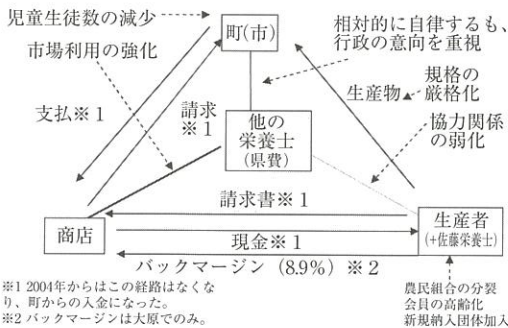 児童生徒数の減少
市場利用の強化
町(市)
相対的に自律するも、
行政の意向を重視
支払※1
請求
※1
生産物
規格の
厳格化
他の
栄養士
(県費)
協力関係
の弱化
請求書※1
商店
現金※1
生産者
(+佐藤栄養士)
バックマージン(8.9%)※2
※1 2004年からはこの経路はなくな
り、町からの入金になった。
※2 バックマージンは大原でのみ。
農民組合の分裂
会員の高齢化
新規納入団体加入